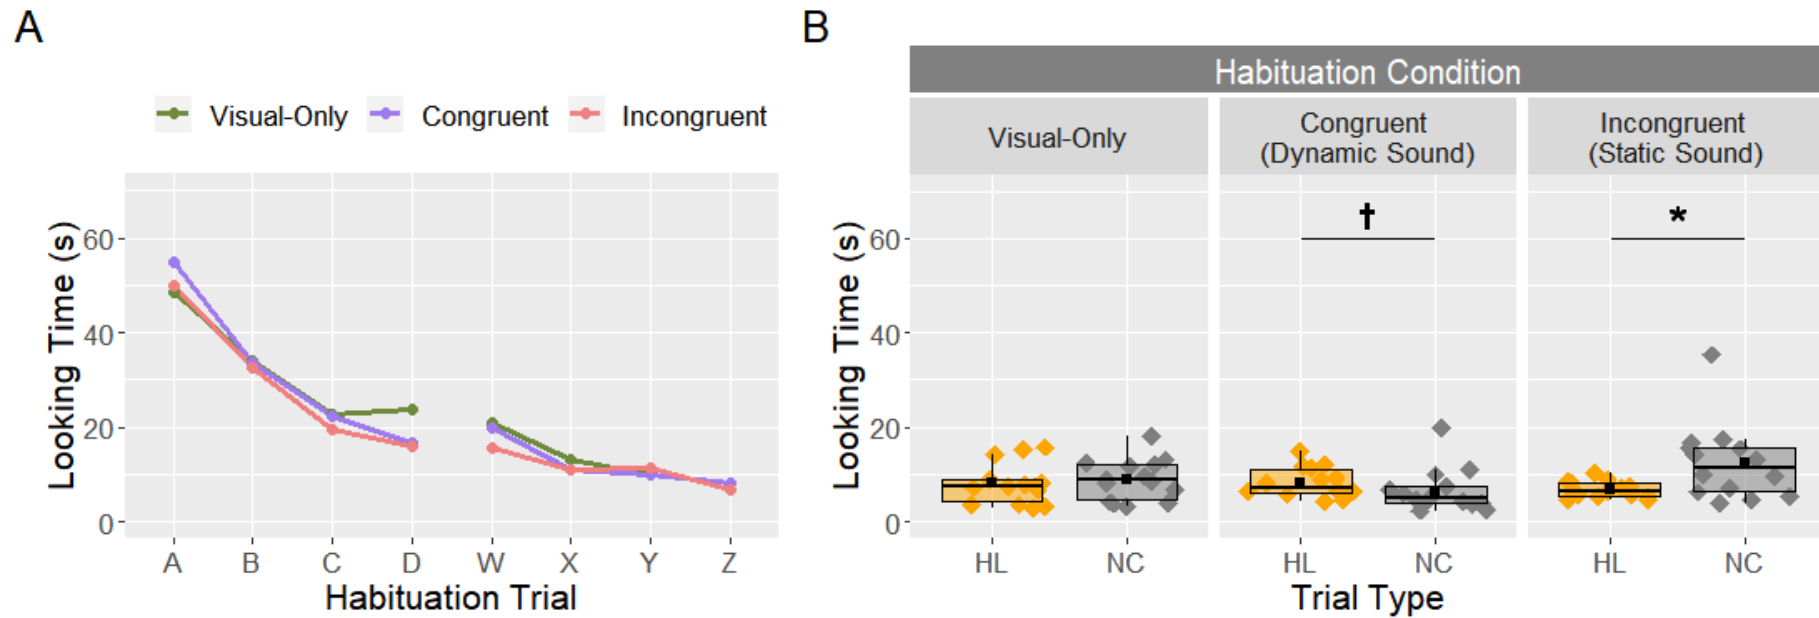 A
Visual-Only Congruent Incongruent
Looking Time (s)
60
40
20
0
A B C D W X Y Z
Habituation Trial
B
Habituation Condition
Visual-Only
Congruent
(Dynamic Sound)
Incongruent
(Static Sound)
† *
Looking Time (s)
60
40
20
0
HL NC HL NC HL NC
Trial Type